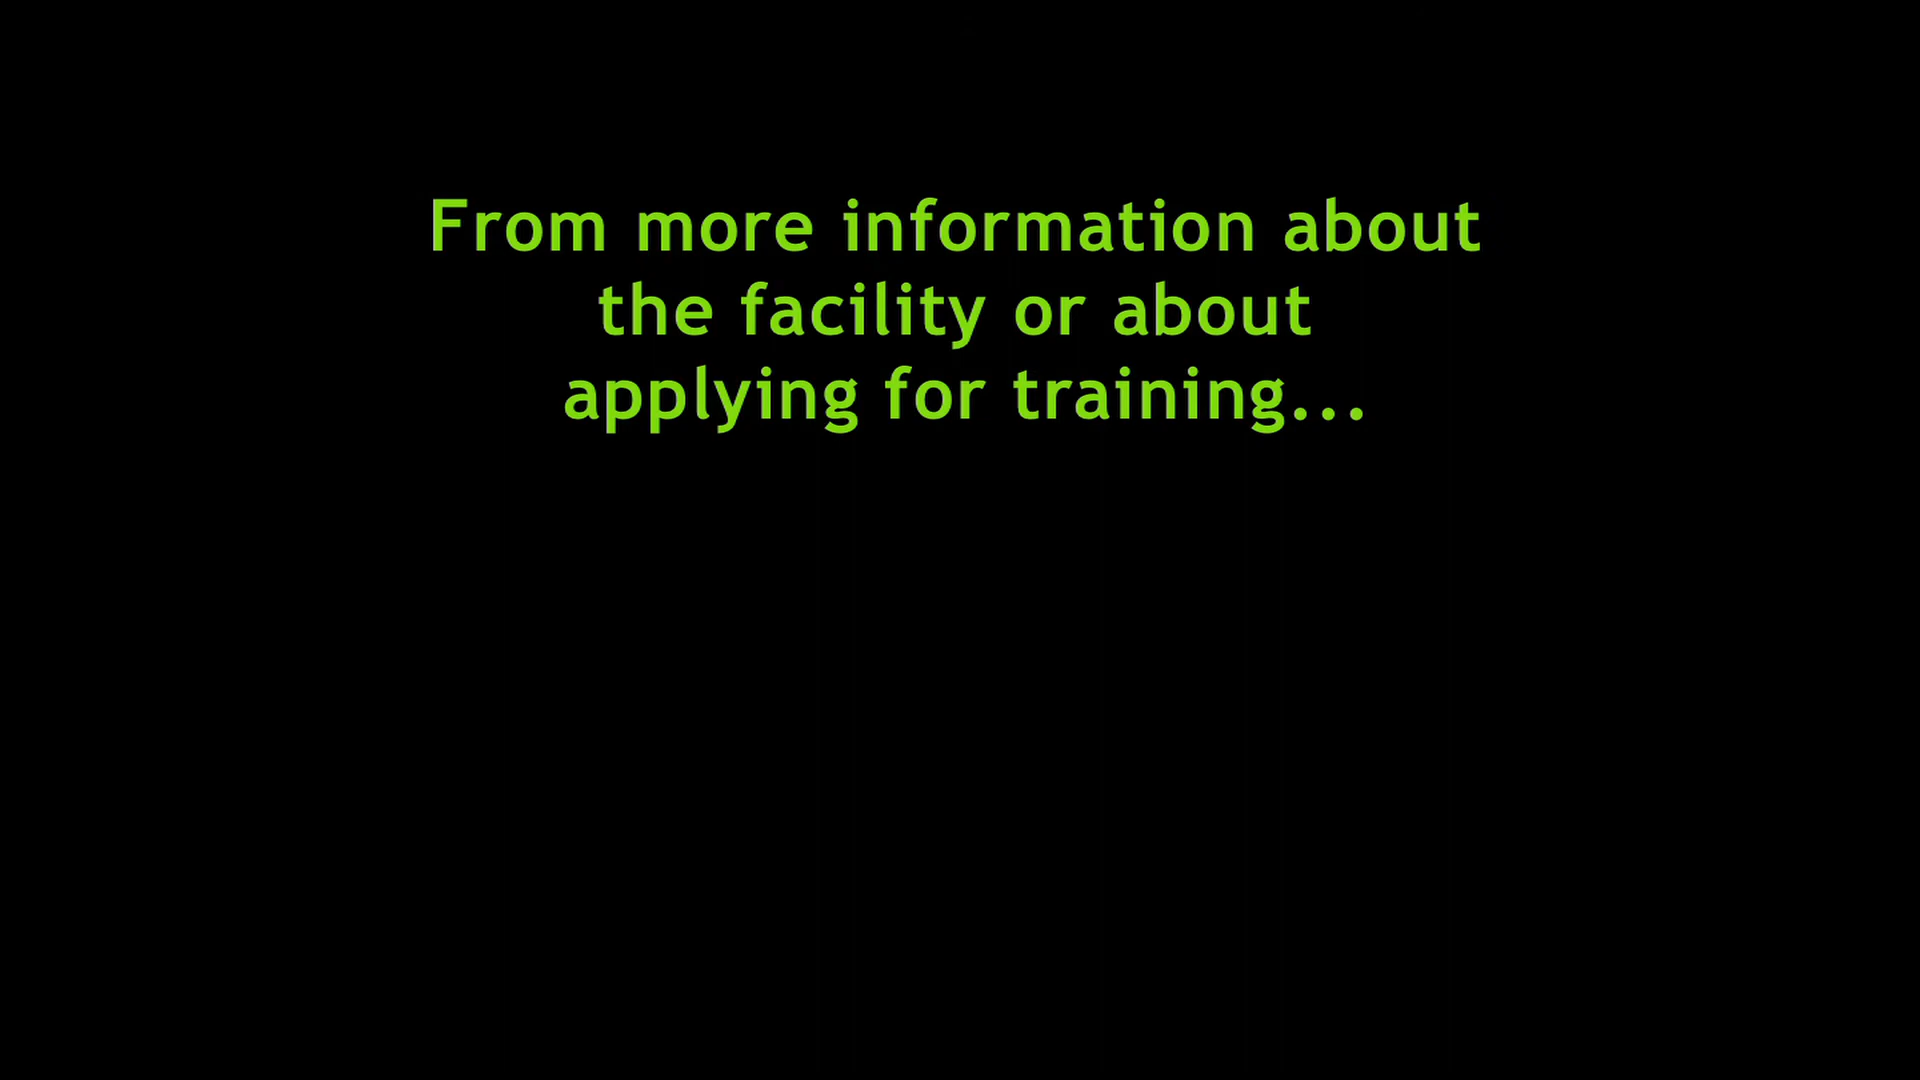 From more information about
the facility or about
applying for training...